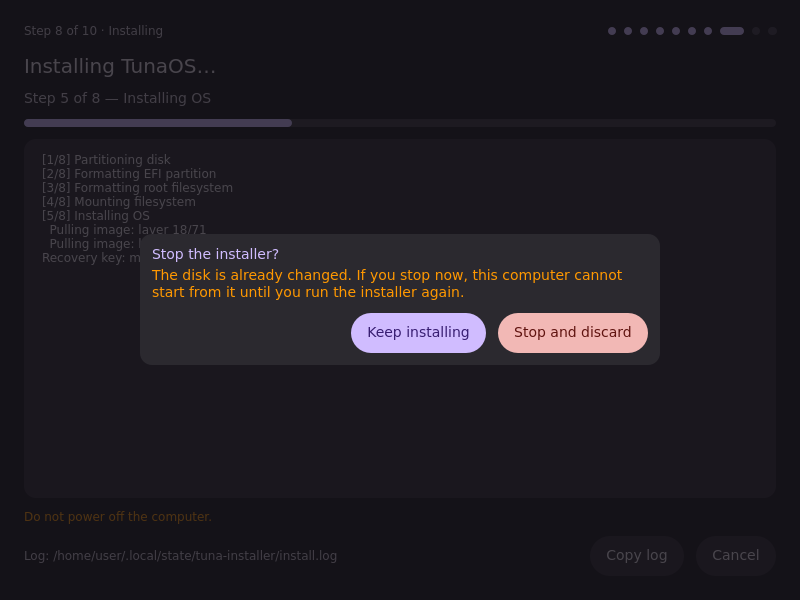 Step 8 of 10 · Installing
Installing TunaOS...
Step 5 of 8 — Installing OS
[1/8] Partitioning disk
[2/8] Formatting EFI partition
[3/8] Formatting root filesystem
[4/8] Mounting filesystem
[5/8] Installing OS
Pulling image: layer 18/71
Pulling image:
Recovery key:
Stop the installer?
The disk is already changed. If you stop now, this computer cannot
start from it until you run the installer again.
Keep installing
Stop and discard
Do not power off the computer.
Log: /home/user/.local/state/tuna-installer/install.log
Copy log
Cancel